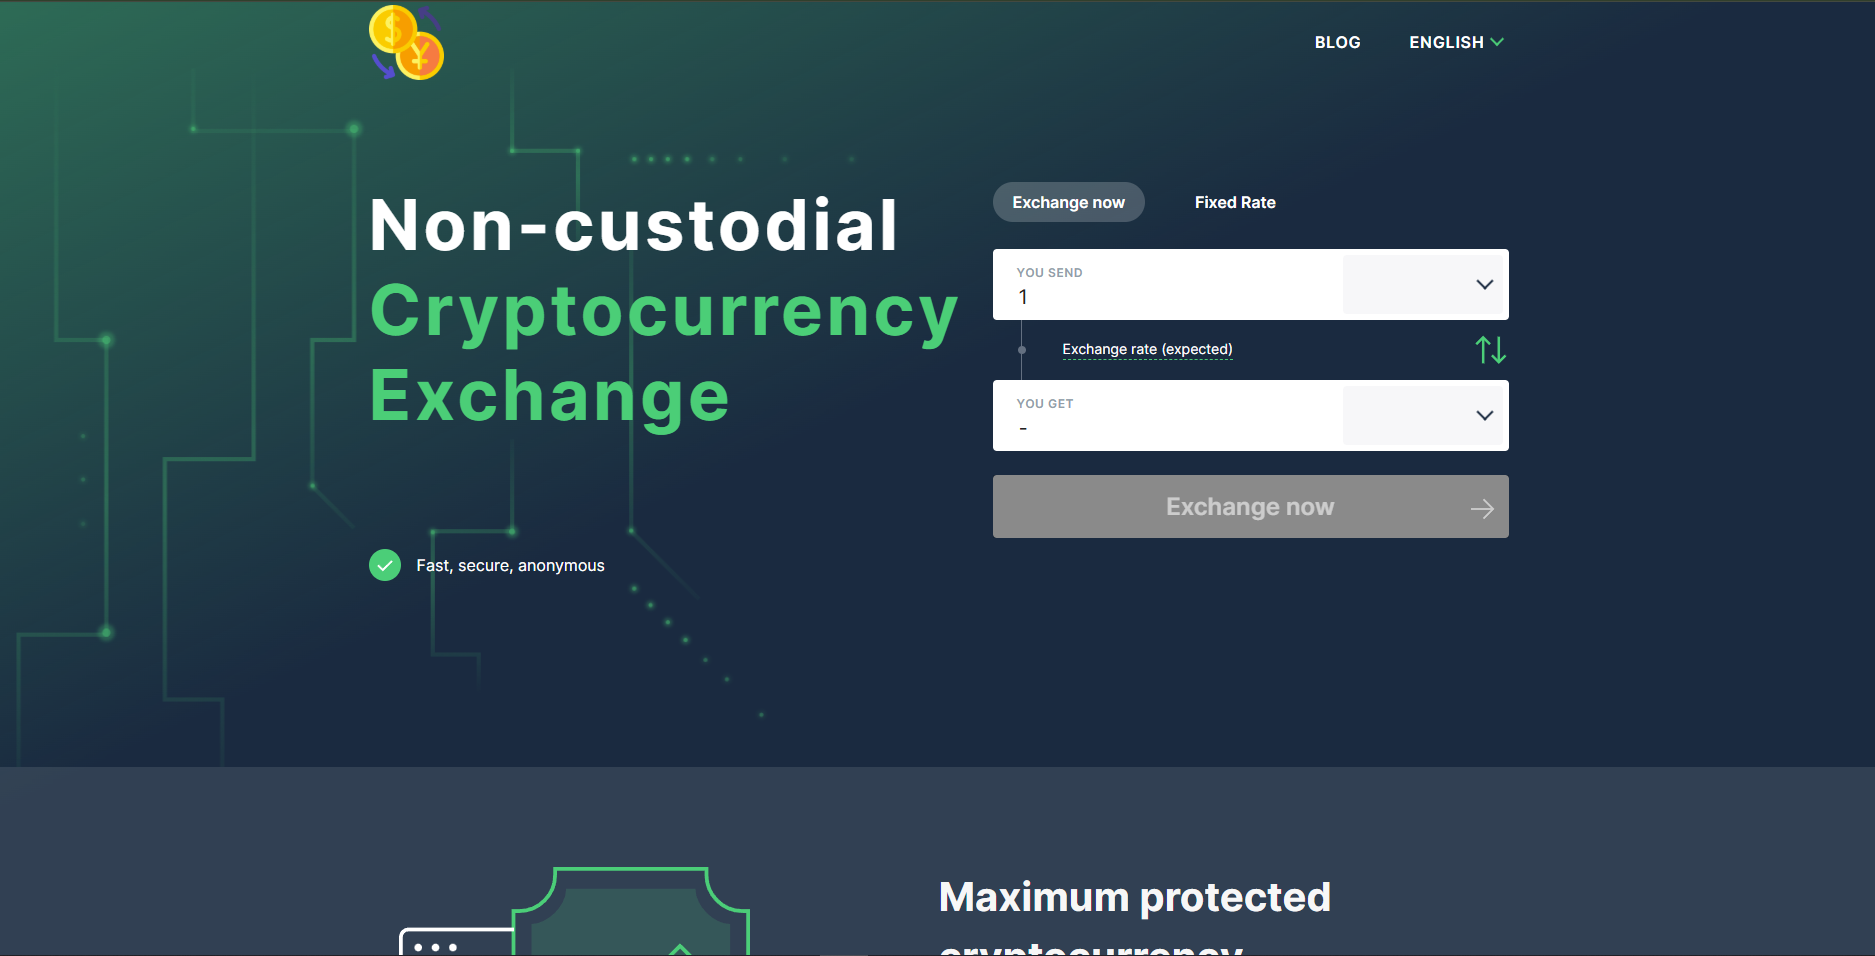 BLOG
ENGLISH
Non-custodial
Cryptocurrency
Exchange
Fast, secure, anonymous
Exchange now
Fixed Rate
YOU SEND
1
Exchange rate (expected)
YOU GET
-
Exchange now
Maximum protected
cryptocurrency